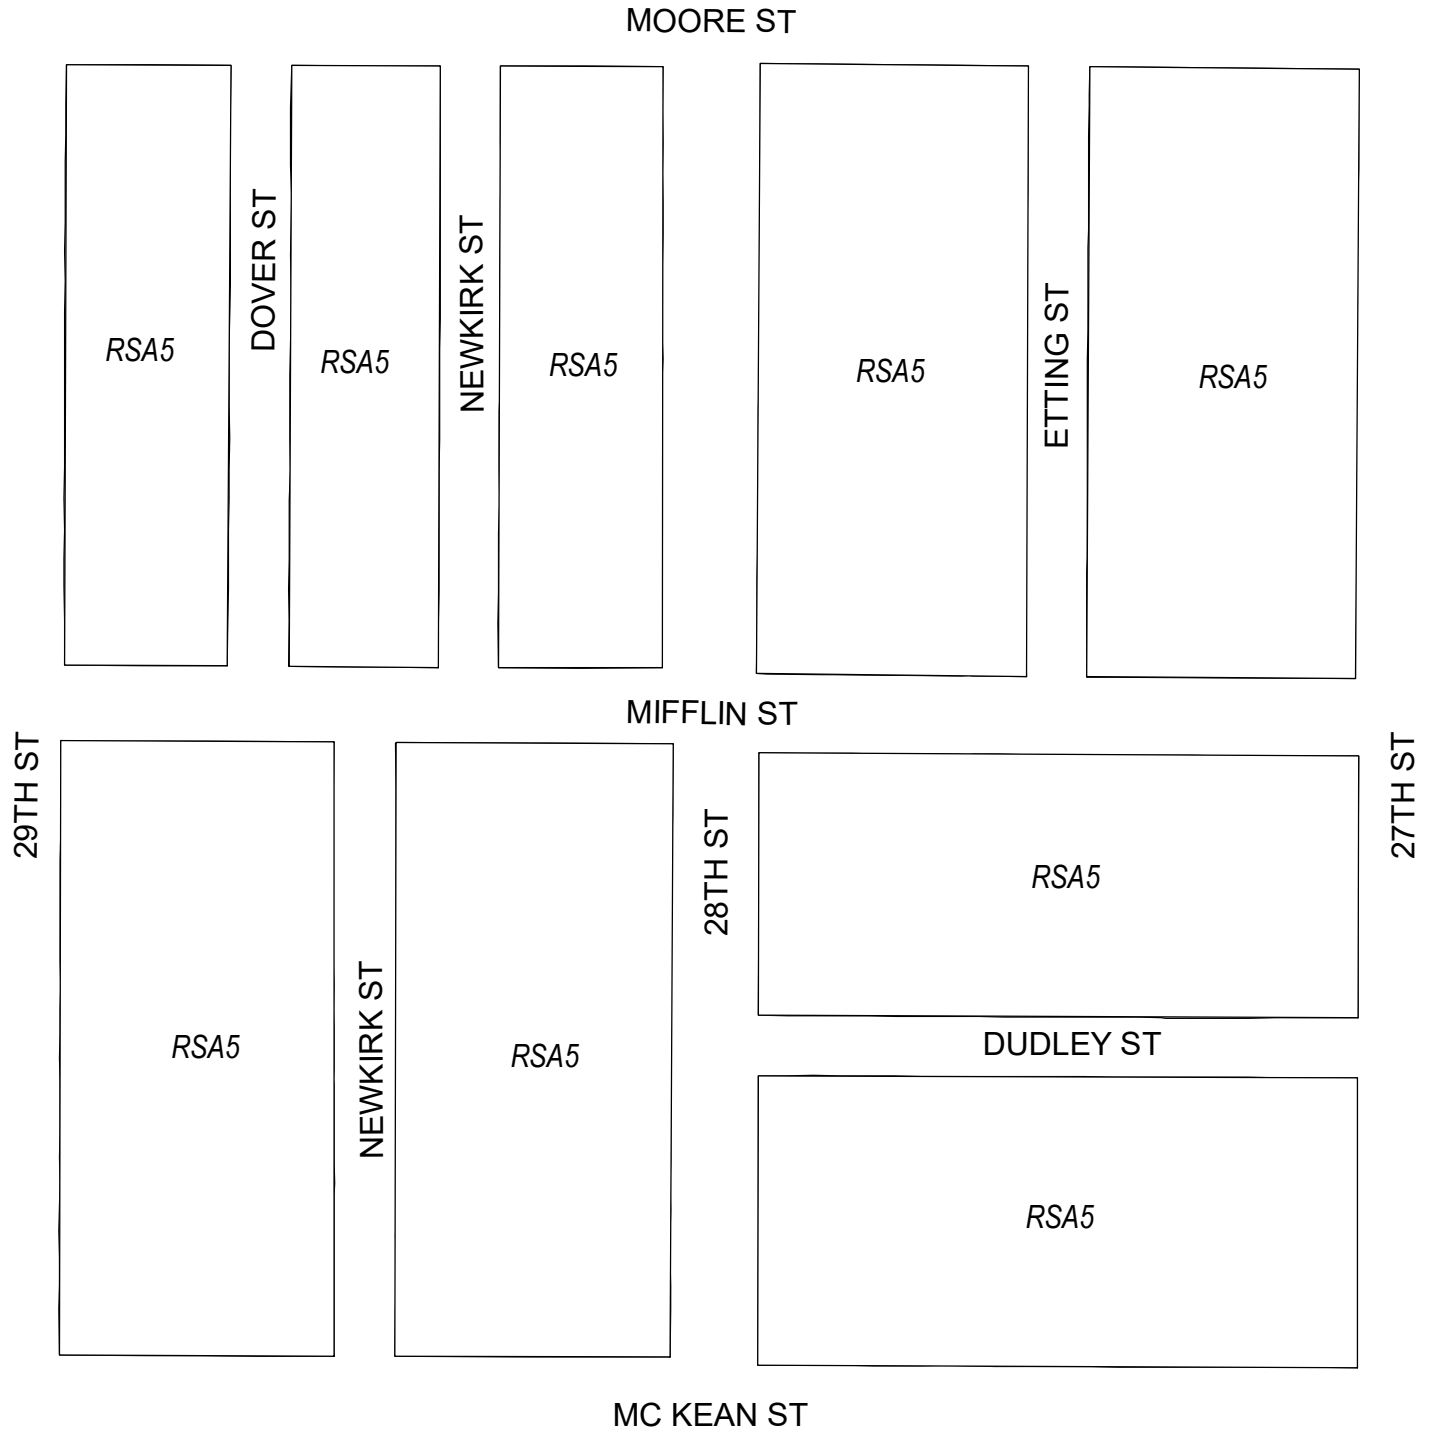 MOORE ST
DOVER ST
NEWKIRK ST
ETTING ST
RSA5
RSA5
RSA5
RSA5
RSA5
MIFFLIN ST
29TH ST
28TH ST
27TH ST
RSA5
NEWKIRK ST
RSA5
RSA5
DUDLEY ST
RSA5
MC KEAN ST